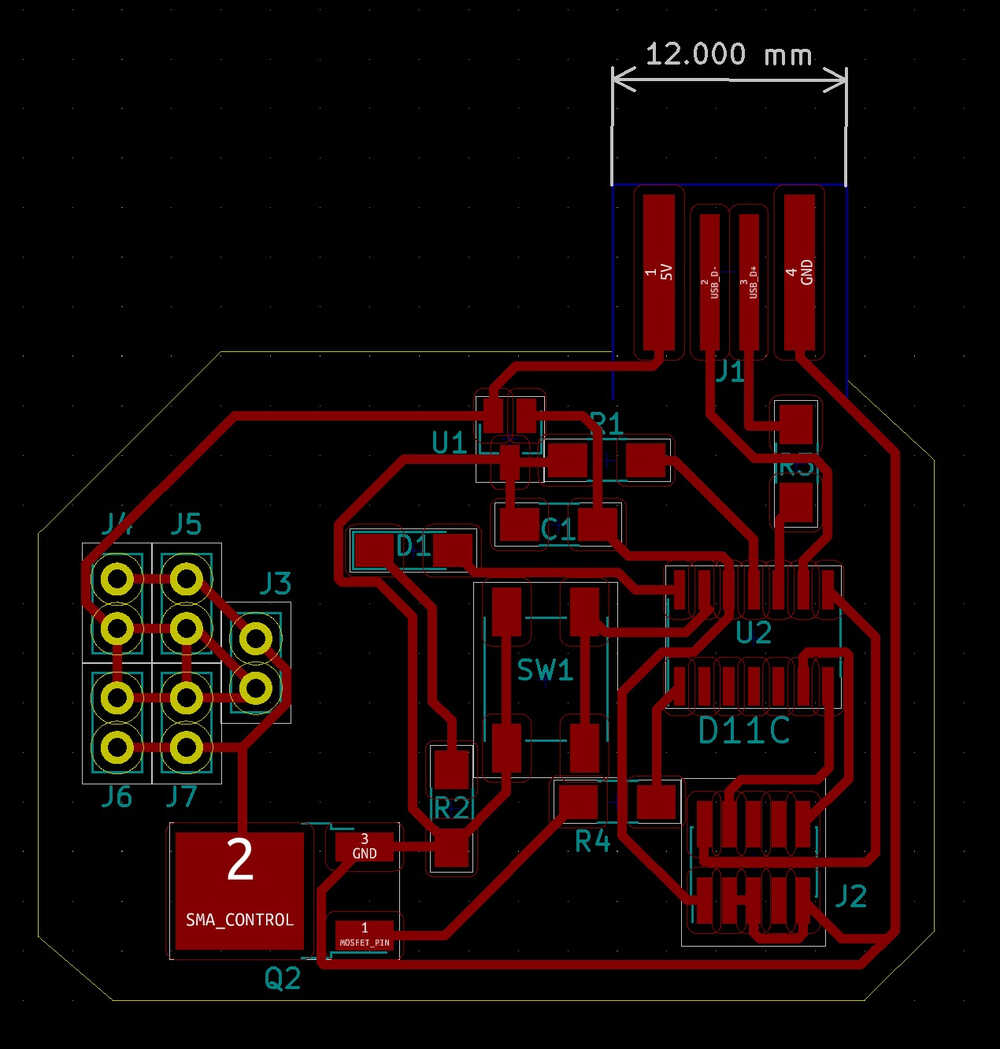 12.000 mm
1
5V
2
USB_D-
3
USB_D+
4
GND
J1
R1
U1
R3
C1
D1
J4
J5
J3
U2
SW1
D11C
J6
J7
R2
R4
3
GND
2
SMA_CONTROL
1
MOSFET_PIN
J2
Q2